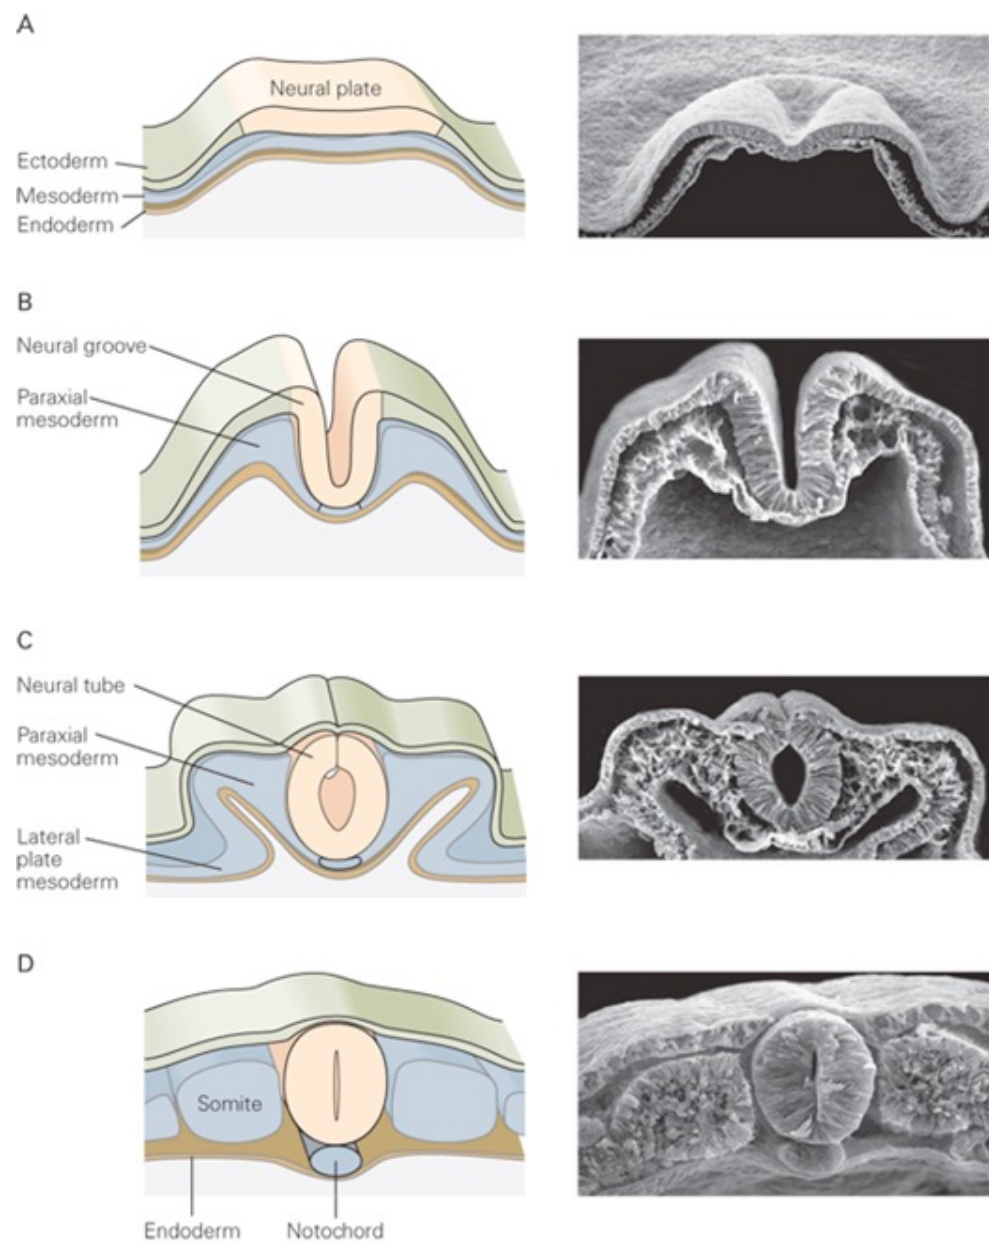 A
Neural plate
Ectoderm
Mesoderm
Endoderm
B
Neural groove
Paraxial
mesoderm
C
Neural tube
Paraxial
mesoderm
Lateral
plate
mesoderm
D
Somite
Endoderm
Notochord